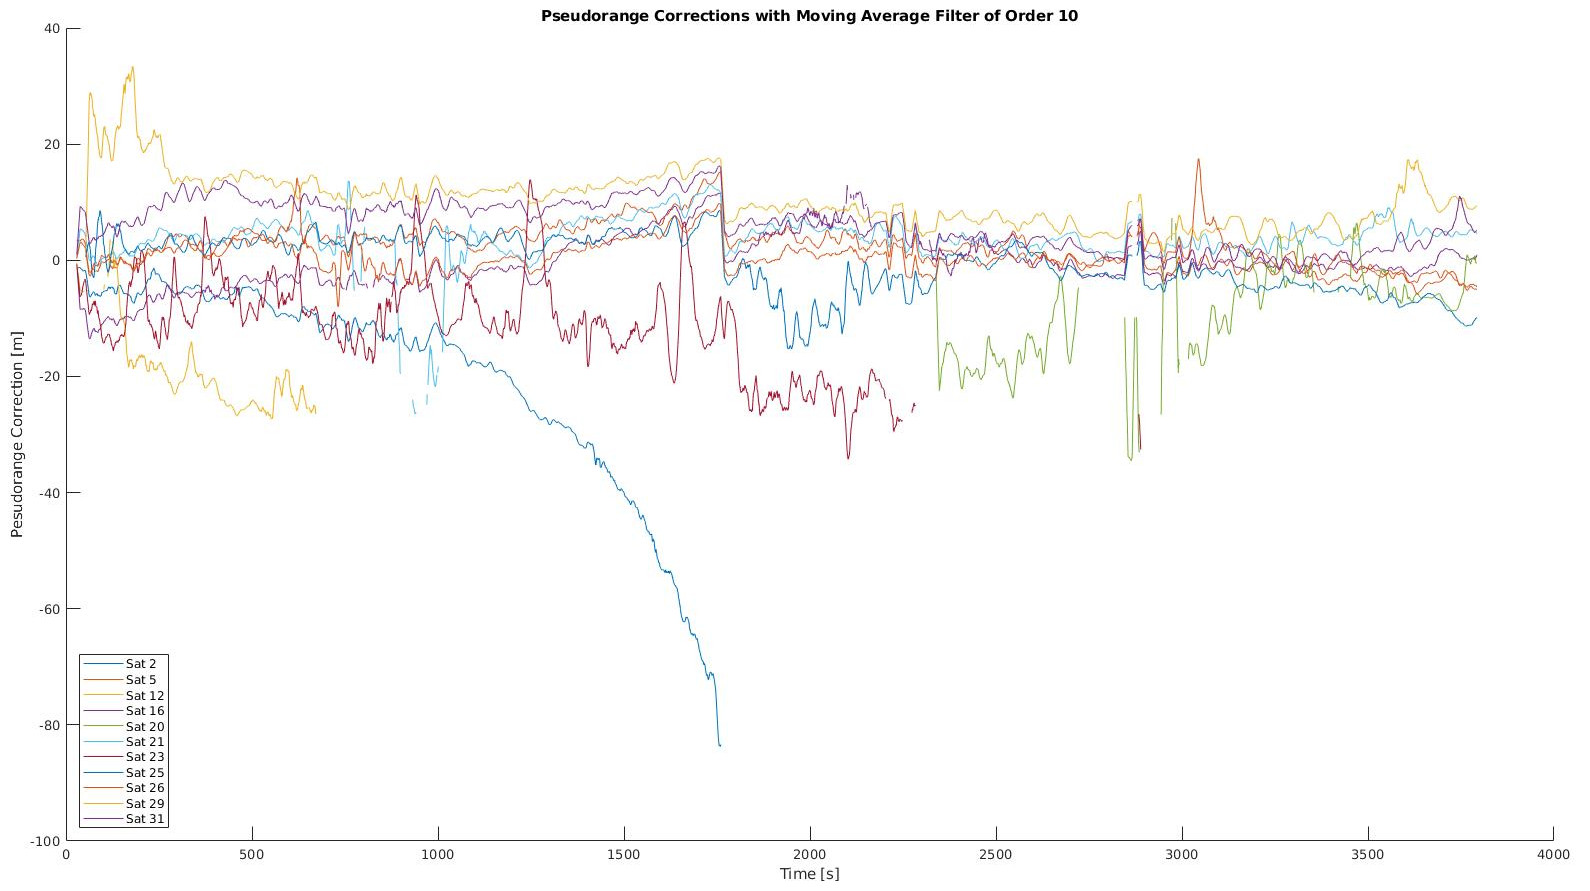 Pseudorange Corrections with Moving Average Filter of Order 10
40
20
0
-20
-40
-60
-80
-100
Pesudorange Correction [m]
Sat 2
Sat 5
Sat 12
Sat 16
Sat 20
Sat 21
Sat 23
Sat 25
Sat 26
Sat 29
Sat 31
0 500 1000 1500 2000 2500 3000 3500 4000
Time [s]